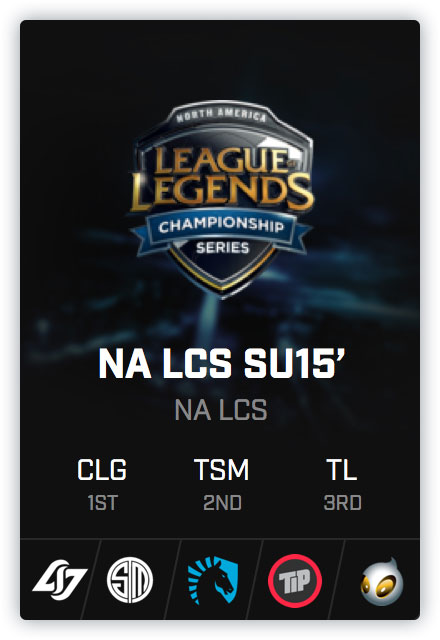 NORTH AMERICA
LEAGUE OF
LEGENDS
CHAMPIONSHIP
SERIES
NA LCS SU15’
NA LCS
CLG TSM TL
1ST 2ND 3RD
SM TiP